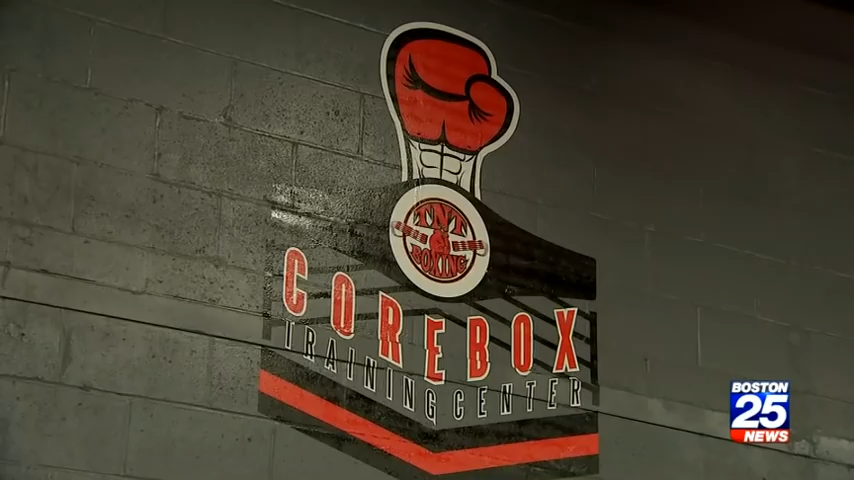 TNT
BOXING
COREBOX
TRAINING CENTER
BOSTON
25
NEWS